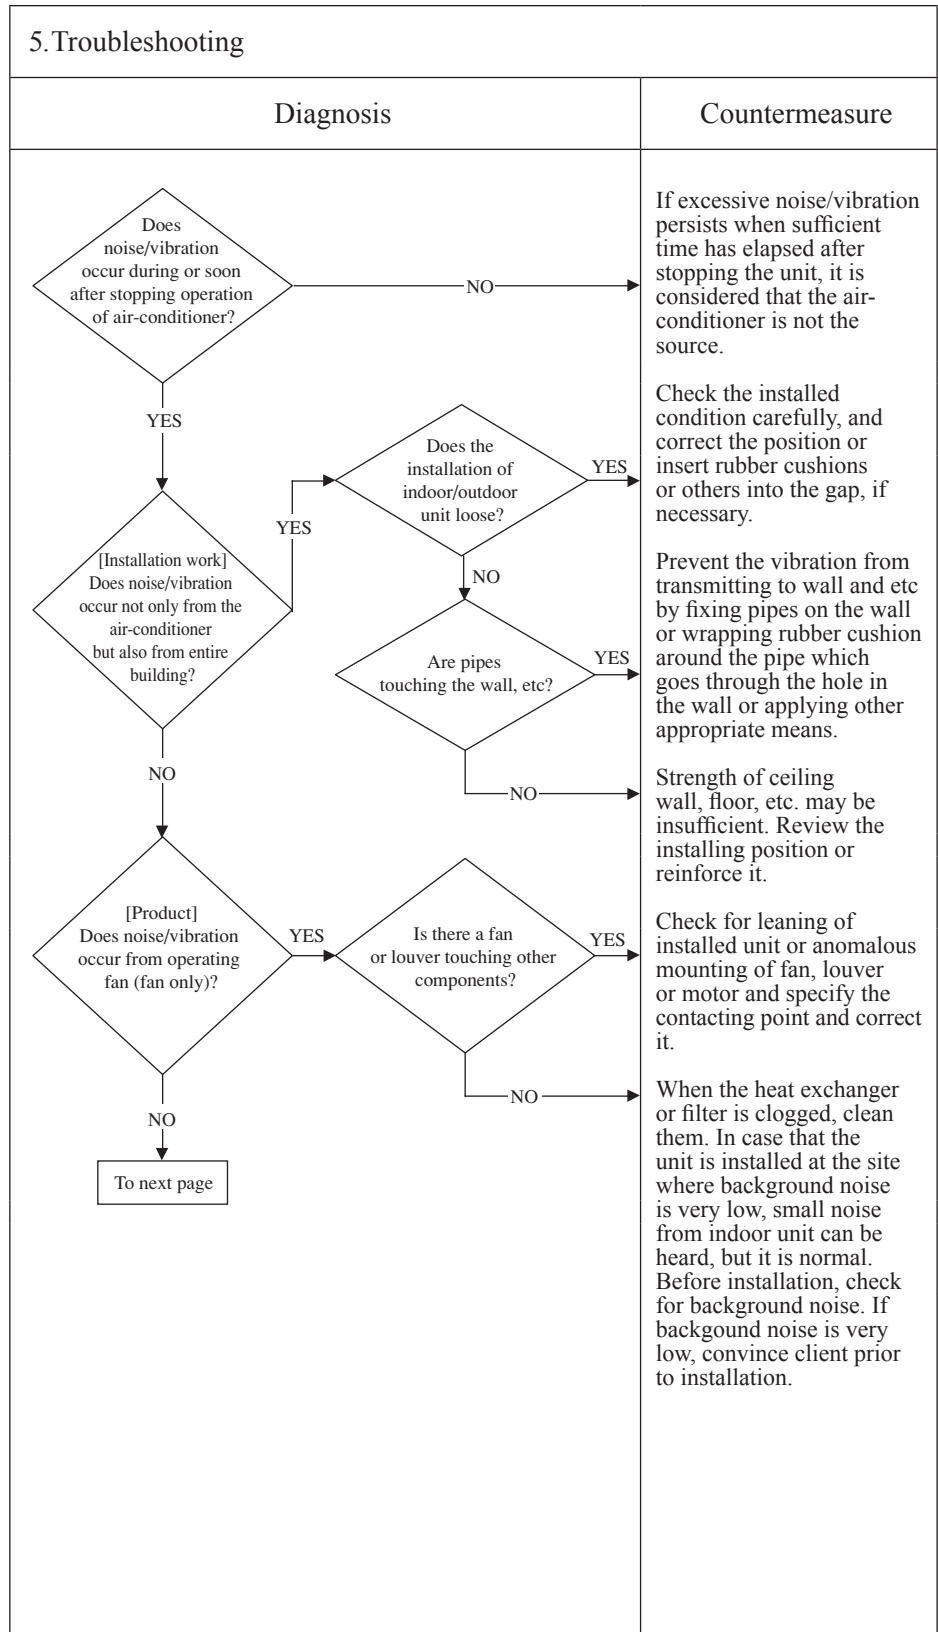 5.Troubleshooting
Diagnosis
Countermeasure
Does
noise/vibration
occur during or soon
after stopping operation
of air-conditioner?
NO
If excessive noise/vibration
persists when sufficient
time has elapsed after
stopping the unit, it is
considered that the air-
conditioner is not the
source.
YES
[Installation work]
Does noise/vibration
occur not only from the
air-conditioner
but also from entire
building?
YES
Does the
installation of
indoor/outdoor
unit loose?
YES
Check the installed
condition carefully, and
correct the position or
insert rubber cushions
or others into the gap, if
necessary.
NO
Are pipes
touching the wall, etc?
YES
Prevent the vibration from
transmitting to wall and etc
by fixing pipes on the wall
or wrapping rubber cushion
around the pipe which
goes through the hole in
the wall or applying other
appropriate means.
NO
Strength of ceiling
wall, floor, etc. may be
insufficient. Review the
installing position or
reinforce it.
NO
[Product]
Does noise/vibration
occur from operating
fan (fan only)?
YES
Is there a fan
or louver touching other
components?
YES
Check for leaning of
installed unit or anomalous
mounting of fan, louver
or motor and specify the
contacting point and correct
it.
NO
When the heat exchanger
or filter is clogged, clean
them. In case that the
unit is installed at the site
where background noise
is very low, small noise
from indoor unit can be
heard, but it is normal.
Before installation, check
for background noise. If
backgound noise is very
low, convince client prior
to installation.
NO
To next page